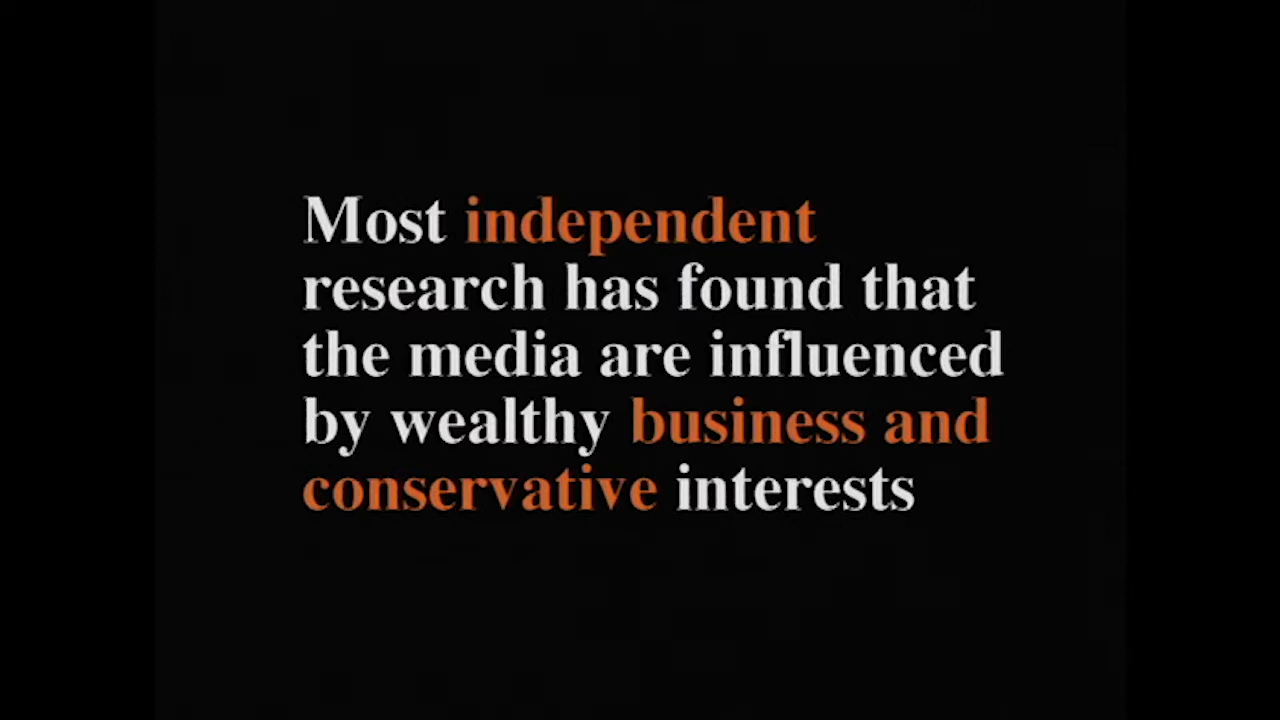 Most independent
research has found that
the media are influenced
by wealthy business and
conservative interests